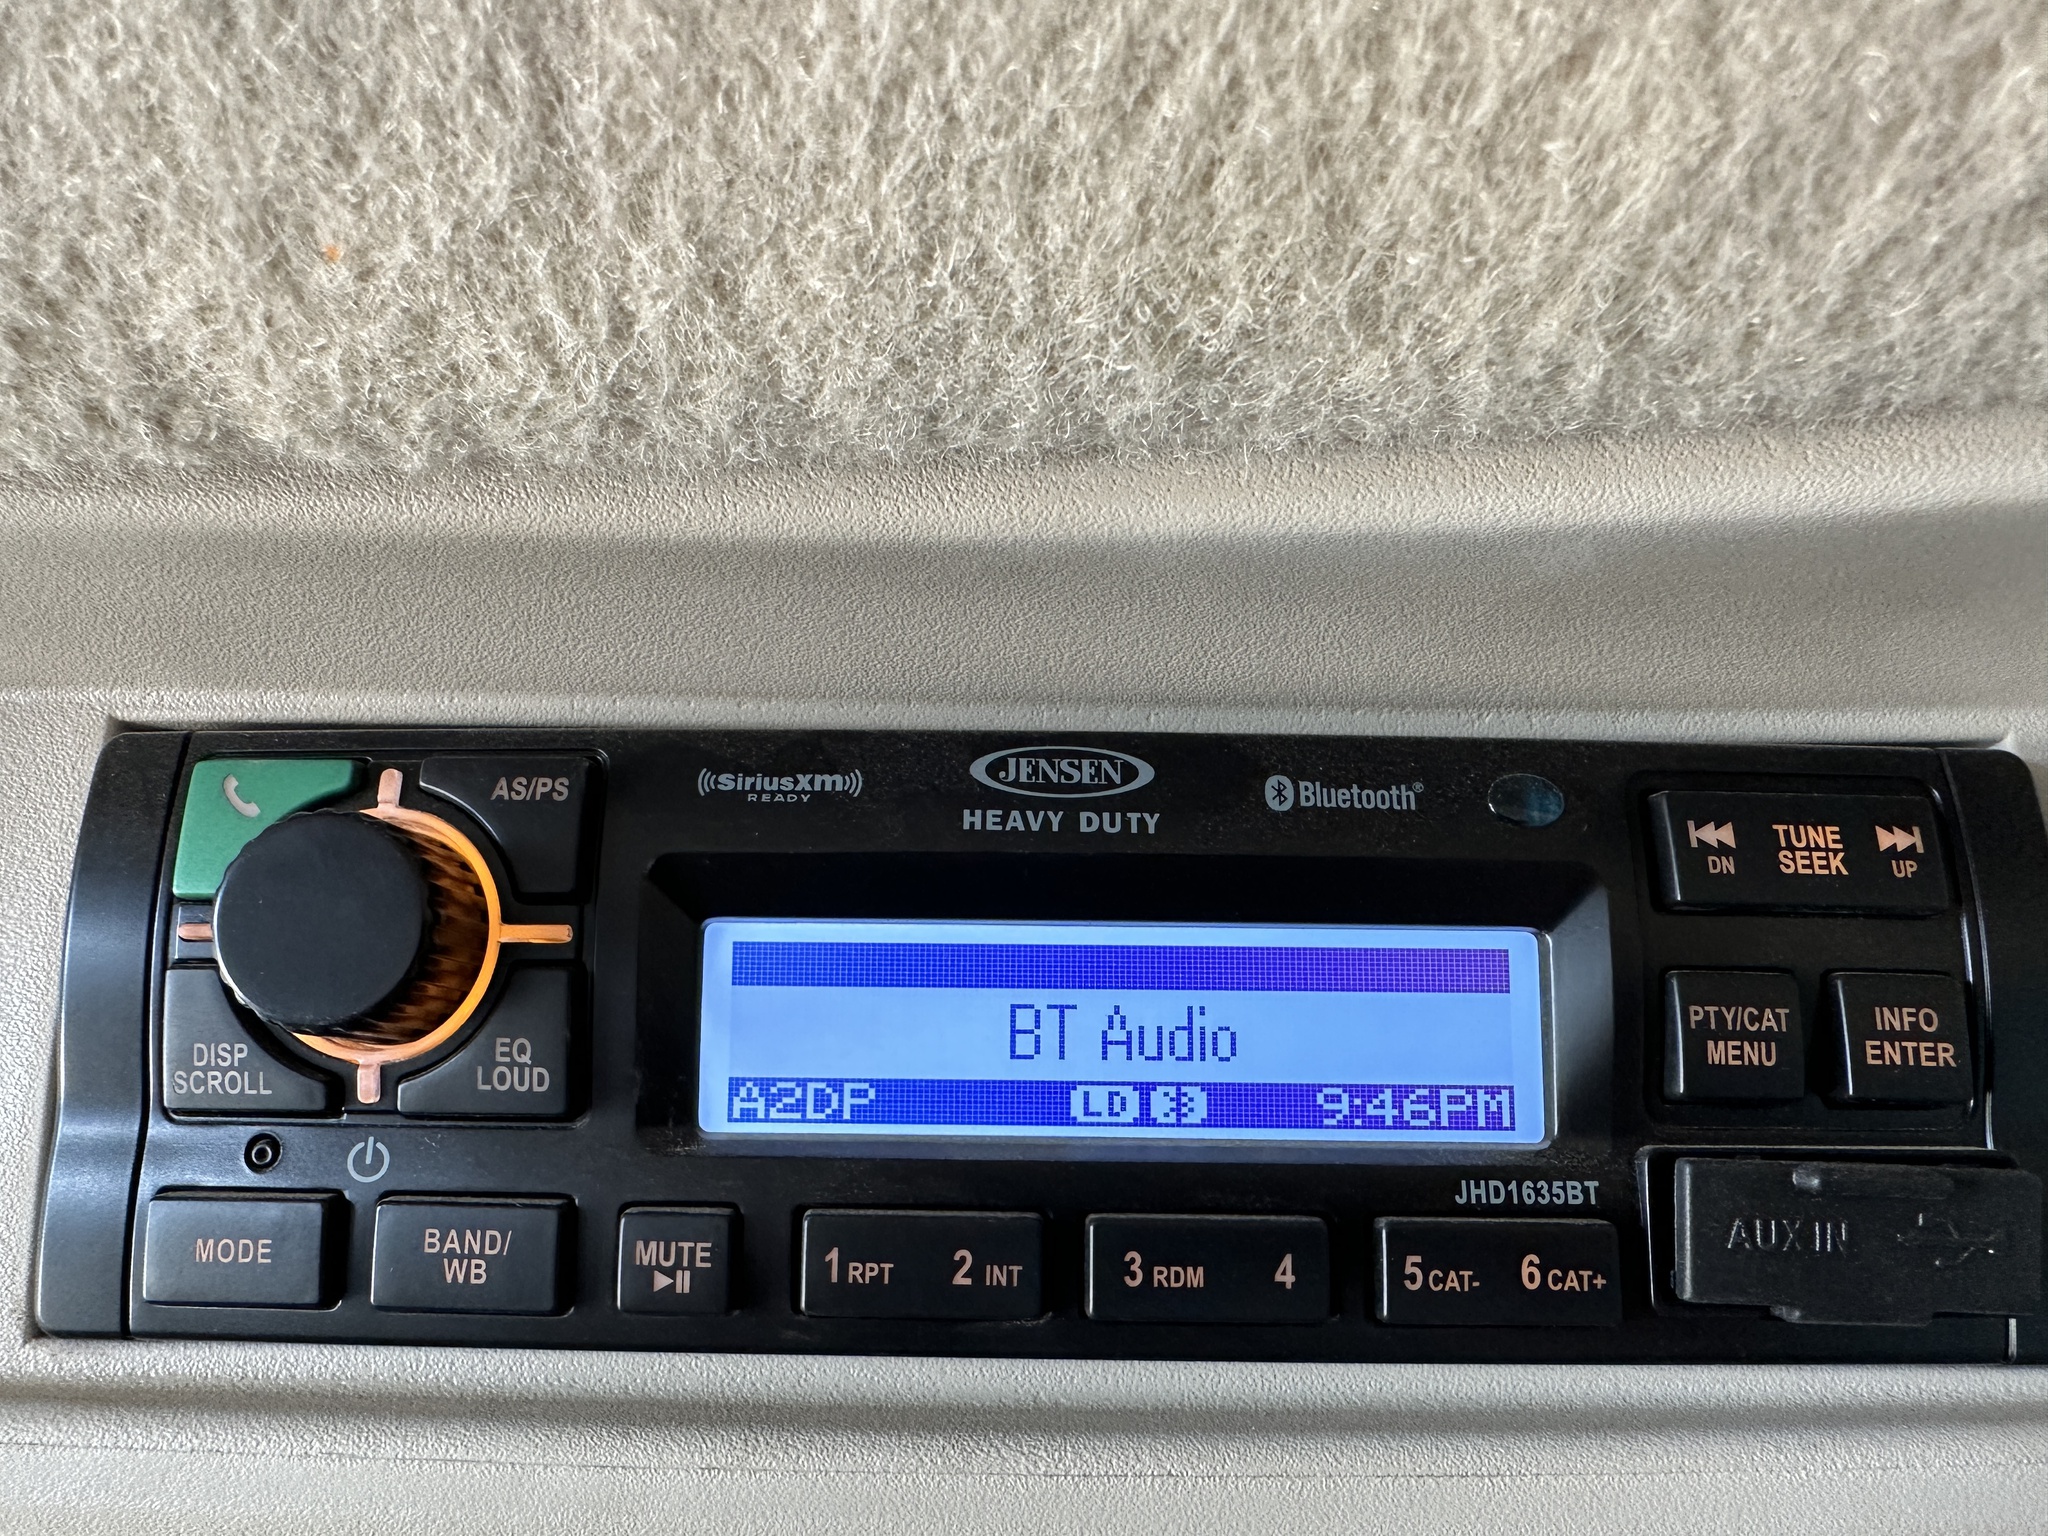 AS/PS
((SiriusXM))
READY
JENSEN
HEAVY DUTY
Bluetooth®
DN
TUNE
SEEK
UP
BT Audio
A2DP LD 9:46PM
DISP
SCROLL
EQ
LOUD
PTY/CAT
MENU
INFO
ENTER
JHD1635BT
MODE
BAND/
WB
MUTE
1 RPT 2 INT
3 RDM 4
5 CAT- 6 CAT+
AUX IN